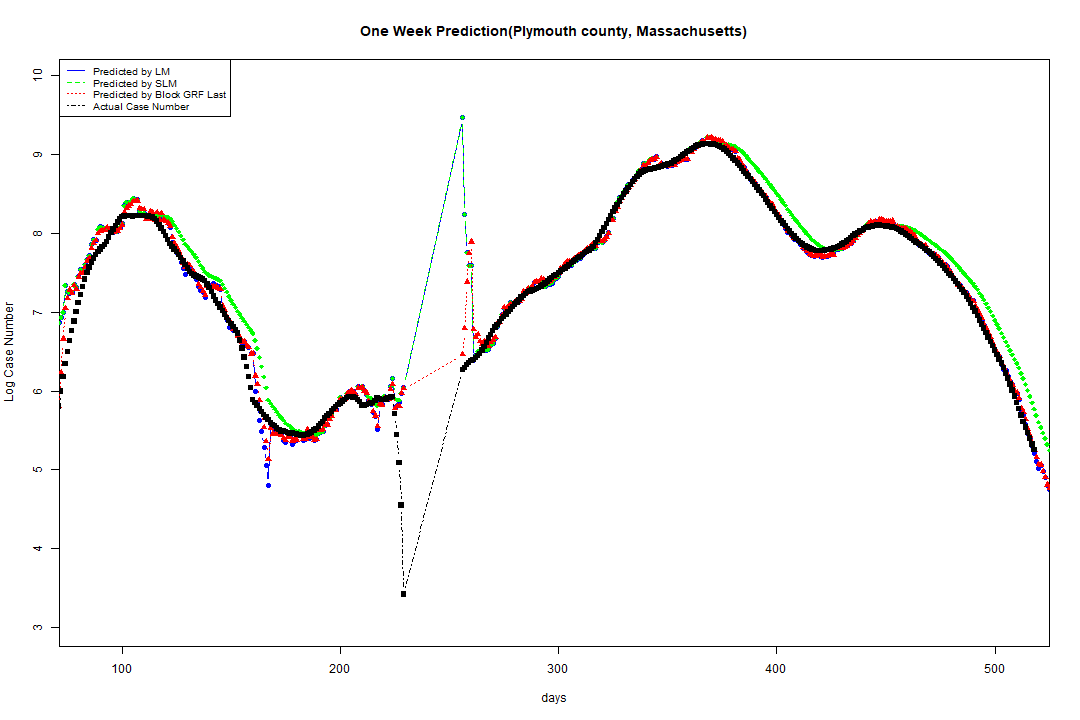 One Week Prediction(Plymouth county, Massachusetts)
Predicted by LM
Predicted by SLM
Predicted by Block GRF Last
Actual Case Number
Log Case Number
10
9
8
7
6
5
4
3
100 200 300 400 500
days